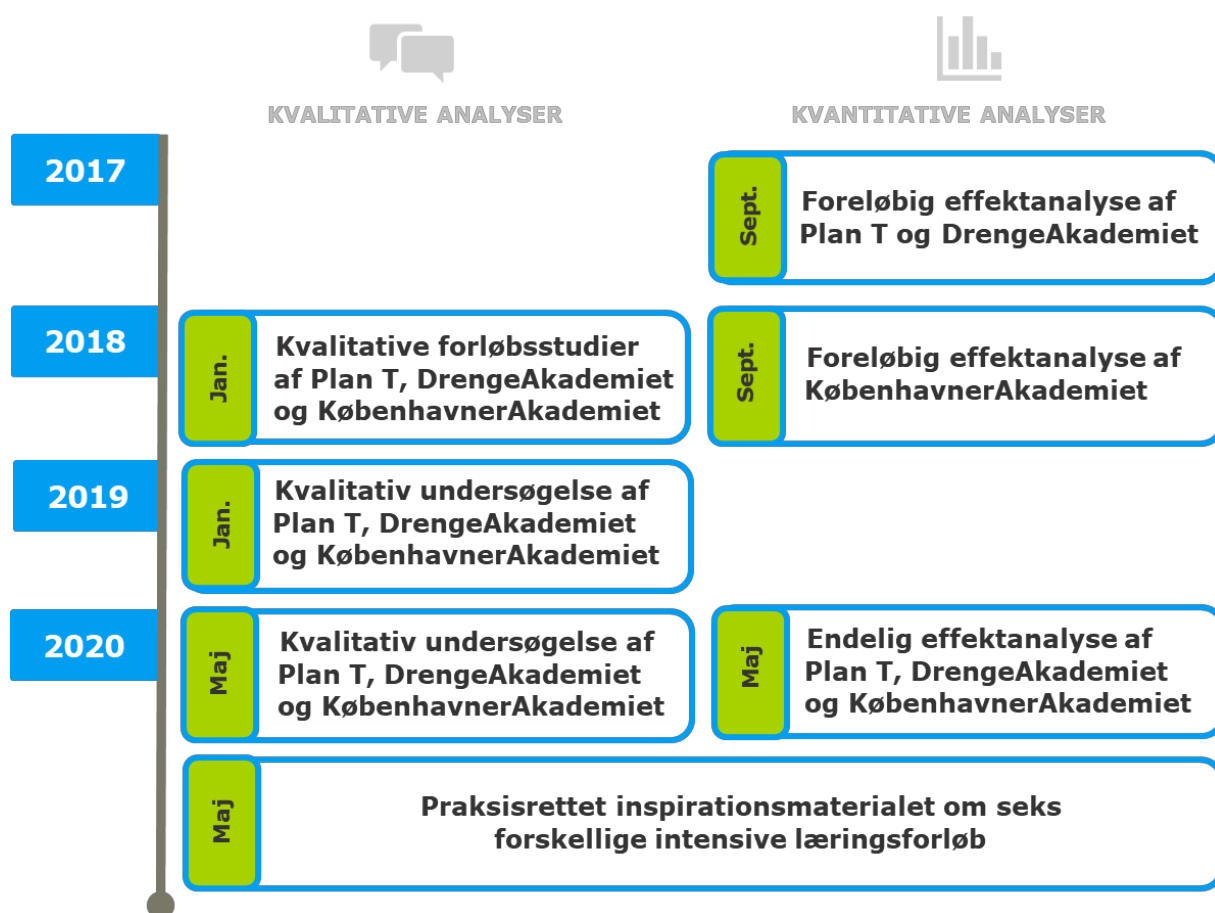 KVALITATIVE ANALYSER
KVANTITATIVE ANALYSER
2017
Sept.
Foreløbig effektanalyse af
Plan T og DrengeAkademiet
2018
Jan.
Kvalitative forløbsstudier
af Plan T, DrengeAkademiet
og KøbenhavnerAkademiet
Sept.
Foreløbig effektanalyse af
KøbenhavnerAkademiet
2019
Jan.
Kvalitativ undersøgelse af
Plan T, DrengeAkademiet
og KøbenhavnerAkademiet
2020
Maj
Kvalitativ undersøgelse af
Plan T, DrengeAkademiet
og KøbenhavnerAkademiet
Maj
Endelig effektanalyse af
Plan T, DrengeAkademiet
og KøbenhavnerAkademiet
Maj
Praksisrettet inspirationsmaterialet om seks
forskellige intensive læringsforløb